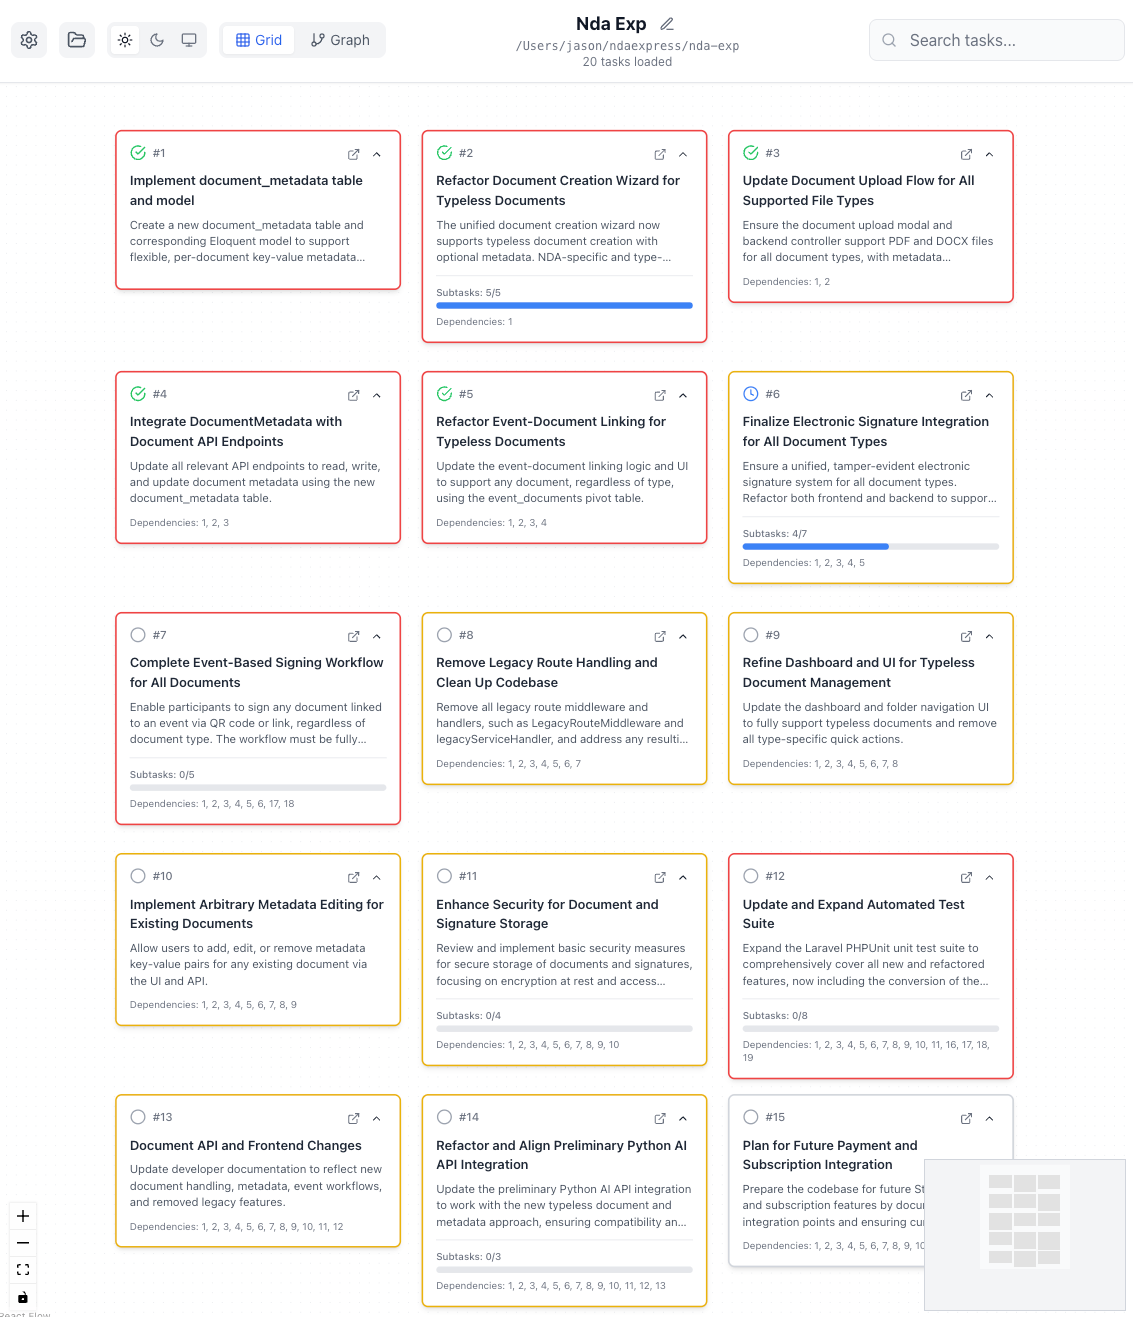 Grid
Graph
Nda Exp
/Users/jason/ndaexpress/nda-exp
20 tasks loaded
Search tasks...
#1
Implement document_metadata table
and model
Create a new document_metadata table and
corresponding Eloquent model to support
flexible, per-document key-value metadata...
#2
Refactor Document Creation Wizard for
Typeless Documents
The unified document creation wizard now
supports typeless document creation with
optional metadata. NDA-specific and type-...
Subtasks: 5/5
Dependencies: 1
#3
Update Document Upload Flow for All
Supported File Types
Ensure the document upload modal and
backend controller support PDF and DOCX files
for all document types, with metadata...
Dependencies: 1, 2
#4
Integrate DocumentMetadata with
Document API Endpoints
Update all relevant API endpoints to read, write,
and update document metadata using the new
document_metadata table.
Dependencies: 1, 2, 3
#5
Refactor Event-Document Linking for
Typeless Documents
Update the event-document linking logic and UI
to support any document, regardless of type,
using the event_documents pivot table.
Dependencies: 1, 2, 3, 4
#6
Finalize Electronic Signature Integration
for All Document Types
Ensure a unified, tamper-evident electronic
signature system for all document types.
Refactor both frontend and backend to suppor...
Subtasks: 4/7
Dependencies: 1, 2, 3, 4, 5
#7
Complete Event-Based Signing Workflow
for All Documents
Enable participants to sign any document linked
to an event via QR code or link, regardless of
document type. The workflow must be fully...
Subtasks: 0/5
Dependencies: 1, 2, 3, 4, 5, 6, 17, 18
#8
Remove Legacy Route Handling and
Clean Up Codebase
Remove all legacy route middleware and
handlers, such as LegacyRouteMiddleware and
legacyServiceHandler, and address any resulti...
Dependencies: 1, 2, 3, 4, 5, 6, 7
#9
Refine Dashboard and UI for Typeless
Document Management
Update the dashboard and folder navigation UI
to fully support typeless documents and remove
all type-specific quick actions.
Dependencies: 1, 2, 3, 4, 5, 6, 7, 8
#10
Implement Arbitrary Metadata Editing for
Existing Documents
Allow users to add, edit, or remove metadata
key-value pairs for any existing document via
the UI and API.
Dependencies: 1, 2, 3, 4, 5, 6, 7, 8, 9
#11
Enhance Security for Document and
Signature Storage
Review and implement basic security measures
for secure storage of documents and signatures,
focusing on encryption at rest and access...
Subtasks: 0/4
Dependencies: 1, 2, 3, 4, 5, 6, 7, 8, 9, 10
#12
Update and Expand Automated Test
Suite
Expand the Laravel PHPUnit unit test suite to
comprehensively cover all new and refactored
features, now including the conversion of the...
Subtasks: 0/8
Dependencies: 1, 2, 3, 4, 5, 6, 7, 8, 9, 10, 11, 16, 17, 18,
19
#13
Document API and Frontend Changes
Update developer documentation to reflect new
document handling, metadata, event workflows,
and removed legacy features.
Dependencies: 1, 2, 3, 4, 5, 6, 7, 8, 9, 10, 11, 12
#14
Refactor and Align Preliminary Python AI
API Integration
Update the preliminary Python AI API integration
to work with the new typeless document and
metadata approach, ensuring compatibility an...
Subtasks: 0/3
Dependencies: 1, 2, 3, 4, 5, 6, 7, 8, 9, 10, 11, 12, 13
#15
Plan for Future Payment and
Subscription Integration
Prepare the codebase for future
and subscription features by
integration points and ensuring
Dependencies: 1, 2, 3, 4, 5, 6, 7, 8, 9, 10
React Flow